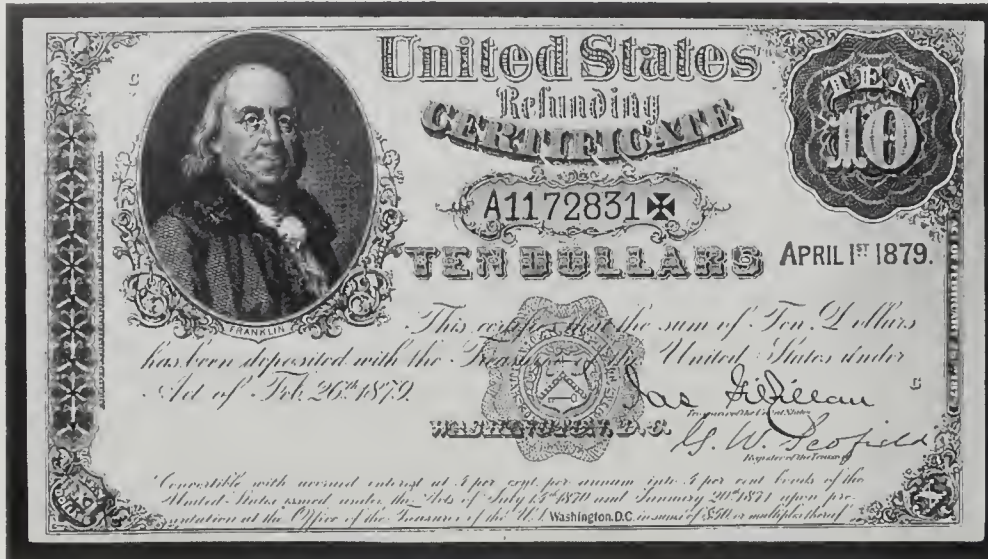 United States
Refunding
CERTIFICATE
TEN
10
A1172831
TEN DOLLARS
APRIL 1ST 1879.
FRANKLIN
This certifies that the sum of Ten Dollars
has been deposited with the Treasurer of the United States under
Act of Feb. 26th 1879.
C
C
Jas Gilfillan
Treasurer of the United States
WASHINGTON, D.C.
G. W. Scofield
Register of the Treasury
Convertible with accrued interest at 4 per cent per annum into 4 per cent bonds of the
United States issued under the Acts of July 14th 1870 and January 20th 1871 upon pre-
sentation at the Office of the Treasurer of the U.S. Washington, D.C. in sums of $50 or multiples thereof